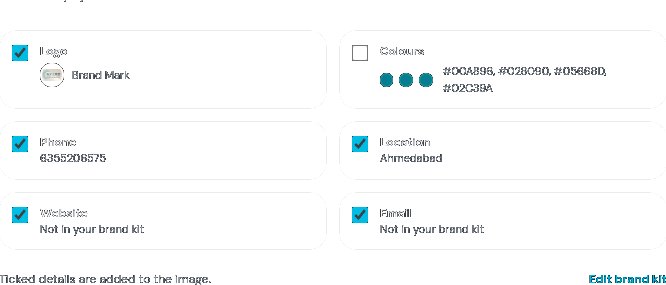 Logo
Brand Mark
Colours
#00A896, #028090, #05668D,
#02C39A
Phone
6355206575
Location
Ahmedabad
Website
Not in your brand kit
Email
Not in your brand kit
Ticked details are added to the image.
Edit brand kit